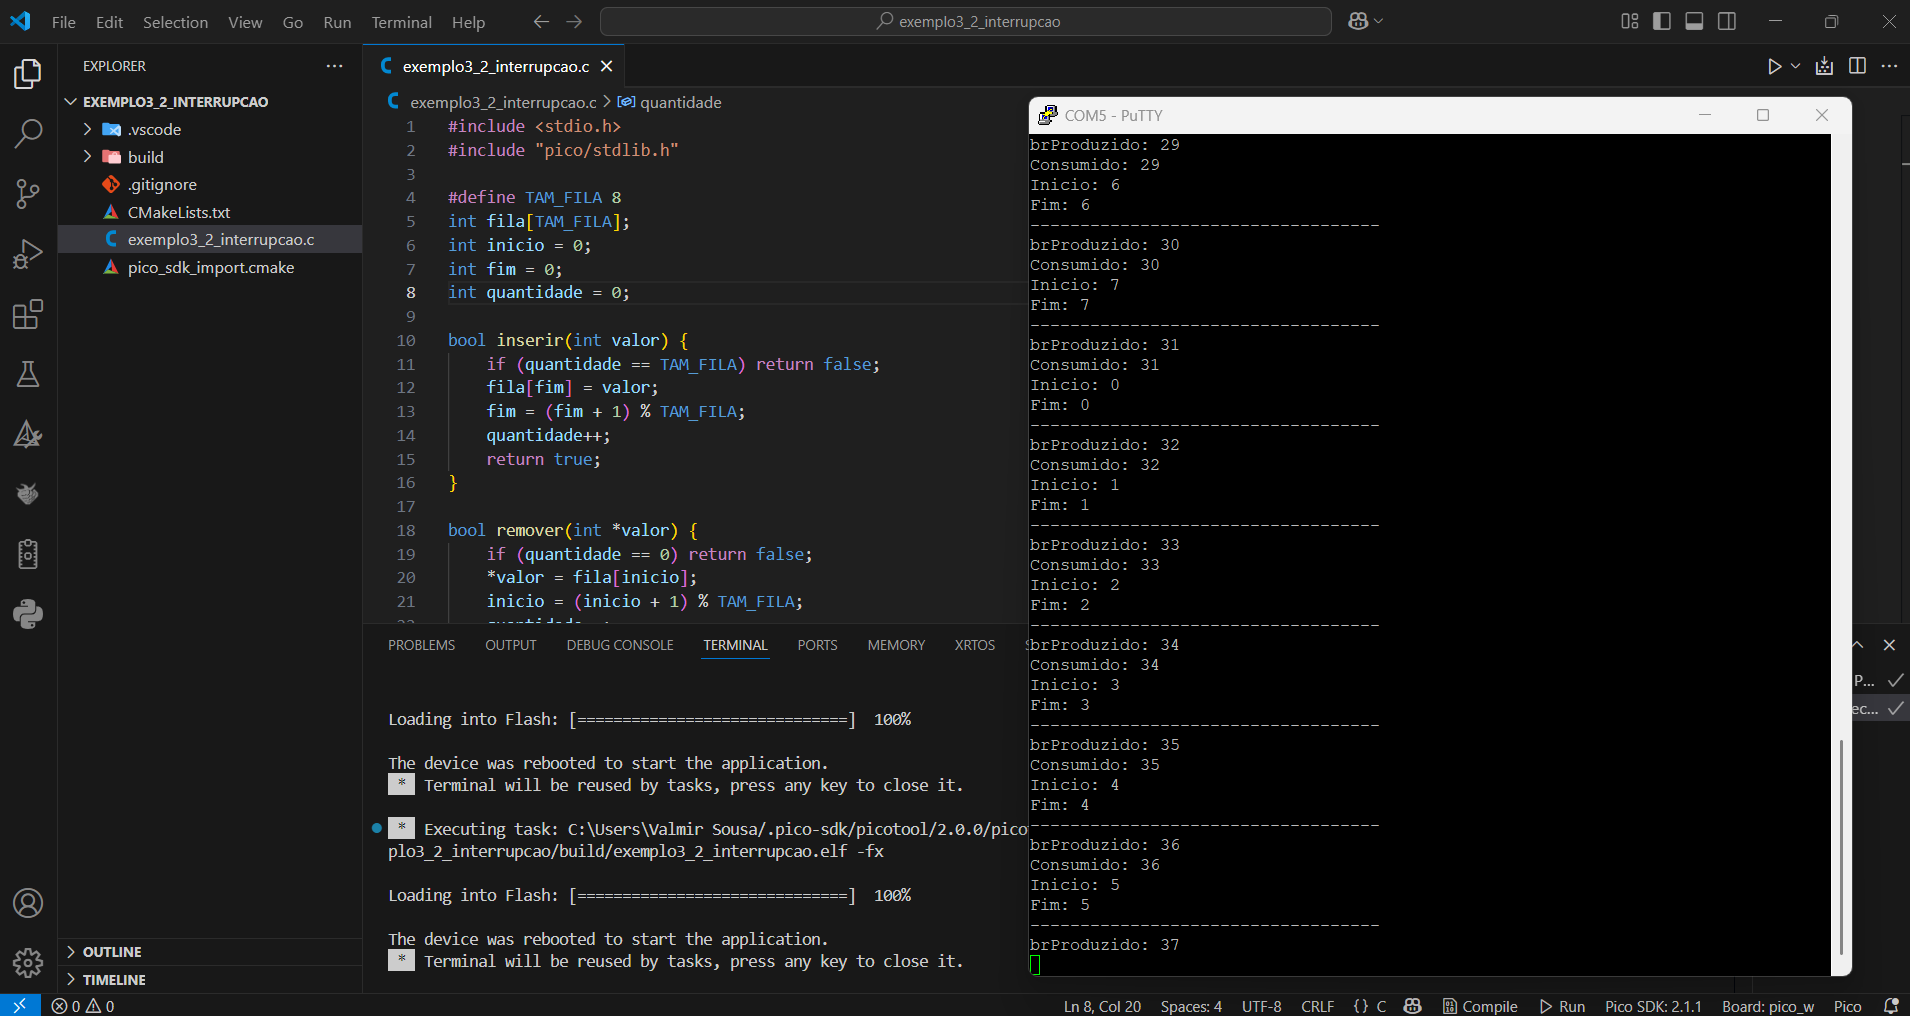 File Edit Selection View Go Run Terminal Help
exemplo3_2_interrupcao
EXPLORER
EXEMPLO3_2_INTERRUPCAO
.vscode
build
.gitignore
CMakeLists.txt
exemplo3_2_interrupcao.c
pico_sdk_import.cmake
OUTLINE
TIMELINE
exemplo3_2_interrupcao.c
exemplo3_2_interrupcao.c > quantidade
1 #include <stdio.h>
2 #include "pico/stdlib.h"
3
4 #define TAM_FILA 8
5 int fila[TAM_FILA];
6 int inicio = 0;
7 int fim = 0;
8 int quantidade = 0;
9
10 bool inserir(int valor) {
11 if (quantidade == TAM_FILA) return false;
12 fila[fim] = valor;
13 fim = (fim + 1) % TAM_FILA;
14 quantidade++;
15 return true;
16 }
17
18 bool remover(int *valor) {
19 if (quantidade == 0) return false;
20 *valor = fila[inicio];
21 inicio = (inicio + 1) % TAM_FILA;
PROBLEMS OUTPUT DEBUG CONSOLE TERMINAL PORTS MEMORY XRTOS
Loading into Flash: [==============================] 100%
The device was rebooted to start the application.
* Terminal will be reused by tasks, press any key to close it.
* Executing task: C:\Users\Valmir Sousa/.pico-sdk/picotool/2.0.0/pico
plo3_2_interrupcao/build/exemplo3_2_interrupcao.elf -fx
Loading into Flash: [==============================] 100%
The device was rebooted to start the application.
* Terminal will be reused by tasks, press any key to close it.
P...
ec...
COM5 - PuTTY
brProduzido: 29
Consumido: 29
Inicio: 6
Fim: 6
-----------------------------------
brProduzido: 30
Consumido: 30
Inicio: 7
Fim: 7
-----------------------------------
brProduzido: 31
Consumido: 31
Inicio: 0
Fim: 0
-----------------------------------
brProduzido: 32
Consumido: 32
Inicio: 1
Fim: 1
-----------------------------------
brProduzido: 33
Consumido: 33
Inicio: 2
Fim: 2
-----------------------------------
brProduzido: 34
Consumido: 34
Inicio: 3
Fim: 3
-----------------------------------
brProduzido: 35
Consumido: 35
Inicio: 4
Fim: 4
-----------------------------------
brProduzido: 36
Consumido: 36
Inicio: 5
Fim: 5
-----------------------------------
brProduzido: 37
0 0 Ln 8, Col 20 Spaces: 4 UTF-8 CRLF {} C Compile Run Pico SDK: 2.1.1 Board: pico_w Pico